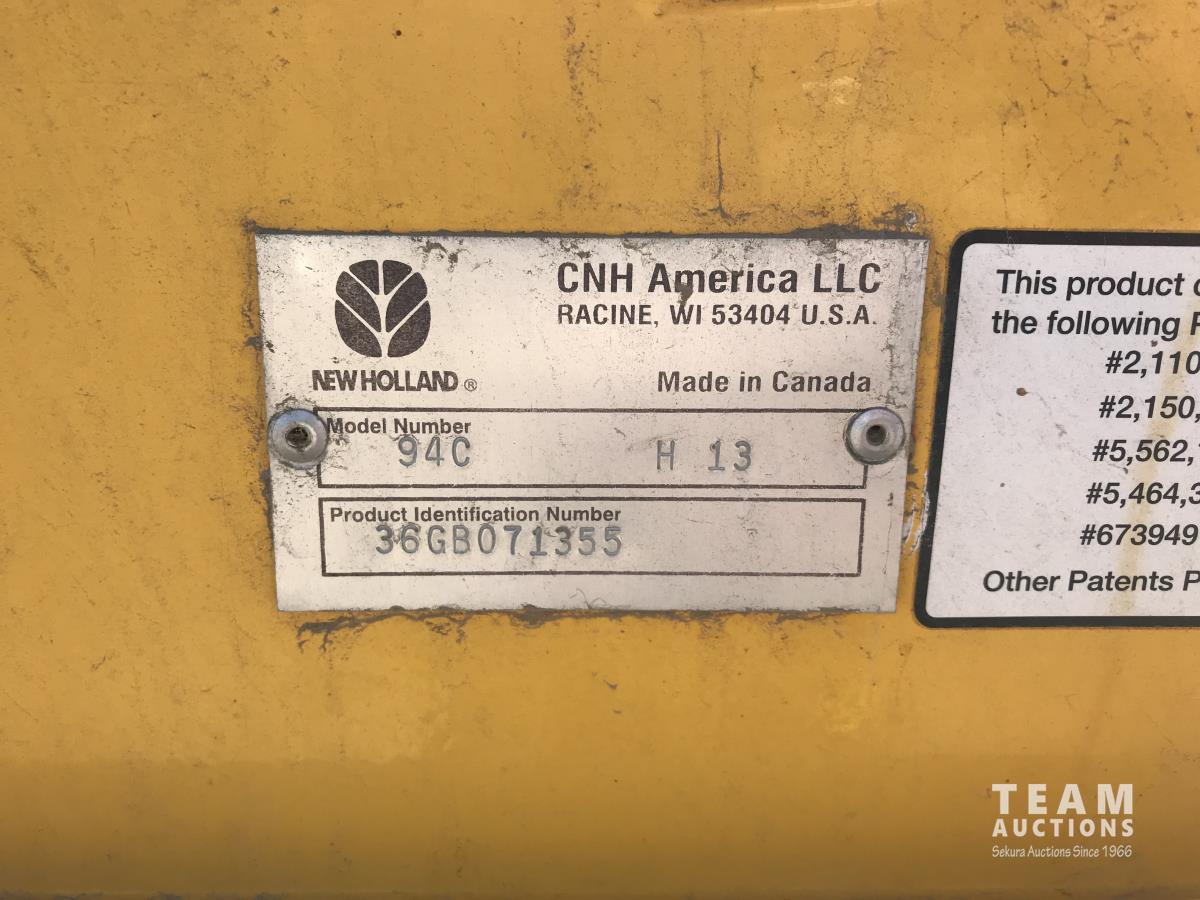 CNH America LLC
RACINE, WI 53404 U.S.A.
NEW HOLLAND ®
Made in Canada
Model Number
94C H 13
Product Identification Number
36GB071355
This product
the following
#2,110
#2,150,
#5,562,
#5,464,3
#673949
Other Patents P
TEAM
AUCTIONS
Sekura Auctions Since 1966